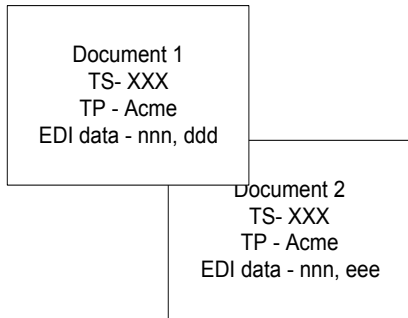 Document 1
TS- XXX
TP - Acme
EDI data - nnn, ddd
Document 2
TS- XXX
TP - Acme
EDI data - nnn, eee